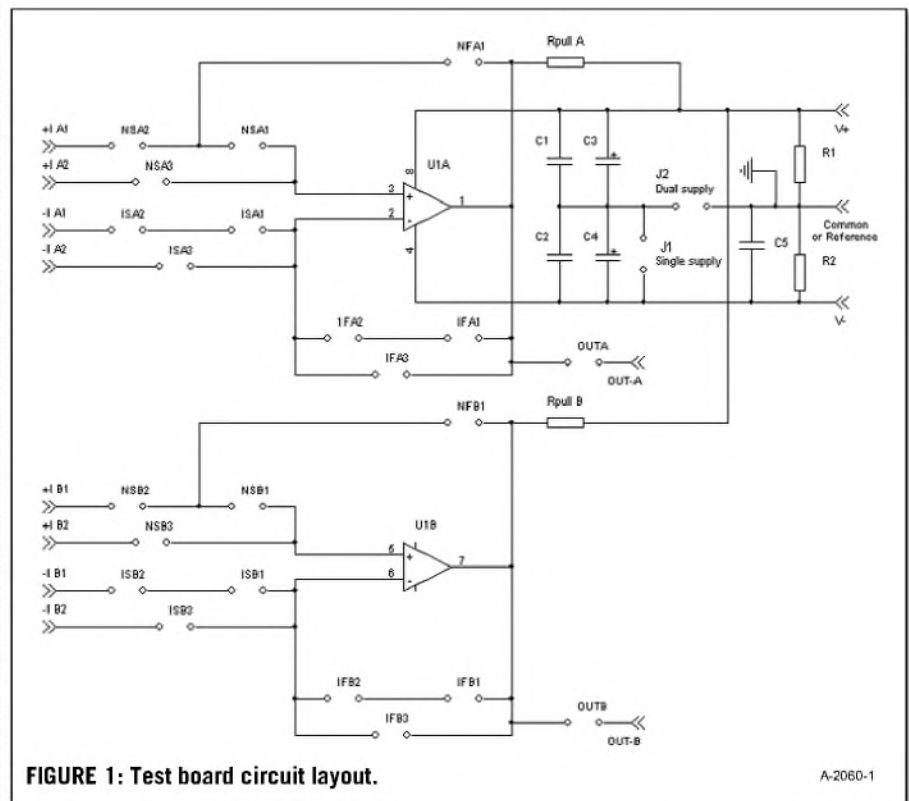 NFA1
Rpull A
+I A1
NSA2
NSA1
+I A2
NSA3
-I A1
ISA2
ISA1
-I A2
ISA3
U1A
8
3
+
2
-
1
4
C1
C3
+
C2
C4
+
J2
Dual supply
J1
Single supply
C5
V+
R1
Common
or Reference
R2
V-
1FA2
IFA1
IFA3
OUTA
OUT-A
NFB1
Rpull B
+I B1
NSB2
NSB1
+I B2
NSB3
-I B1
ISB2
ISB1
-I B2
ISB3
U1B
5
+
6
-
7
IFB2
IFB1
IFB3
OUTB
OUT-B
FIGURE 1: Test board circuit layout.
A-2060-1